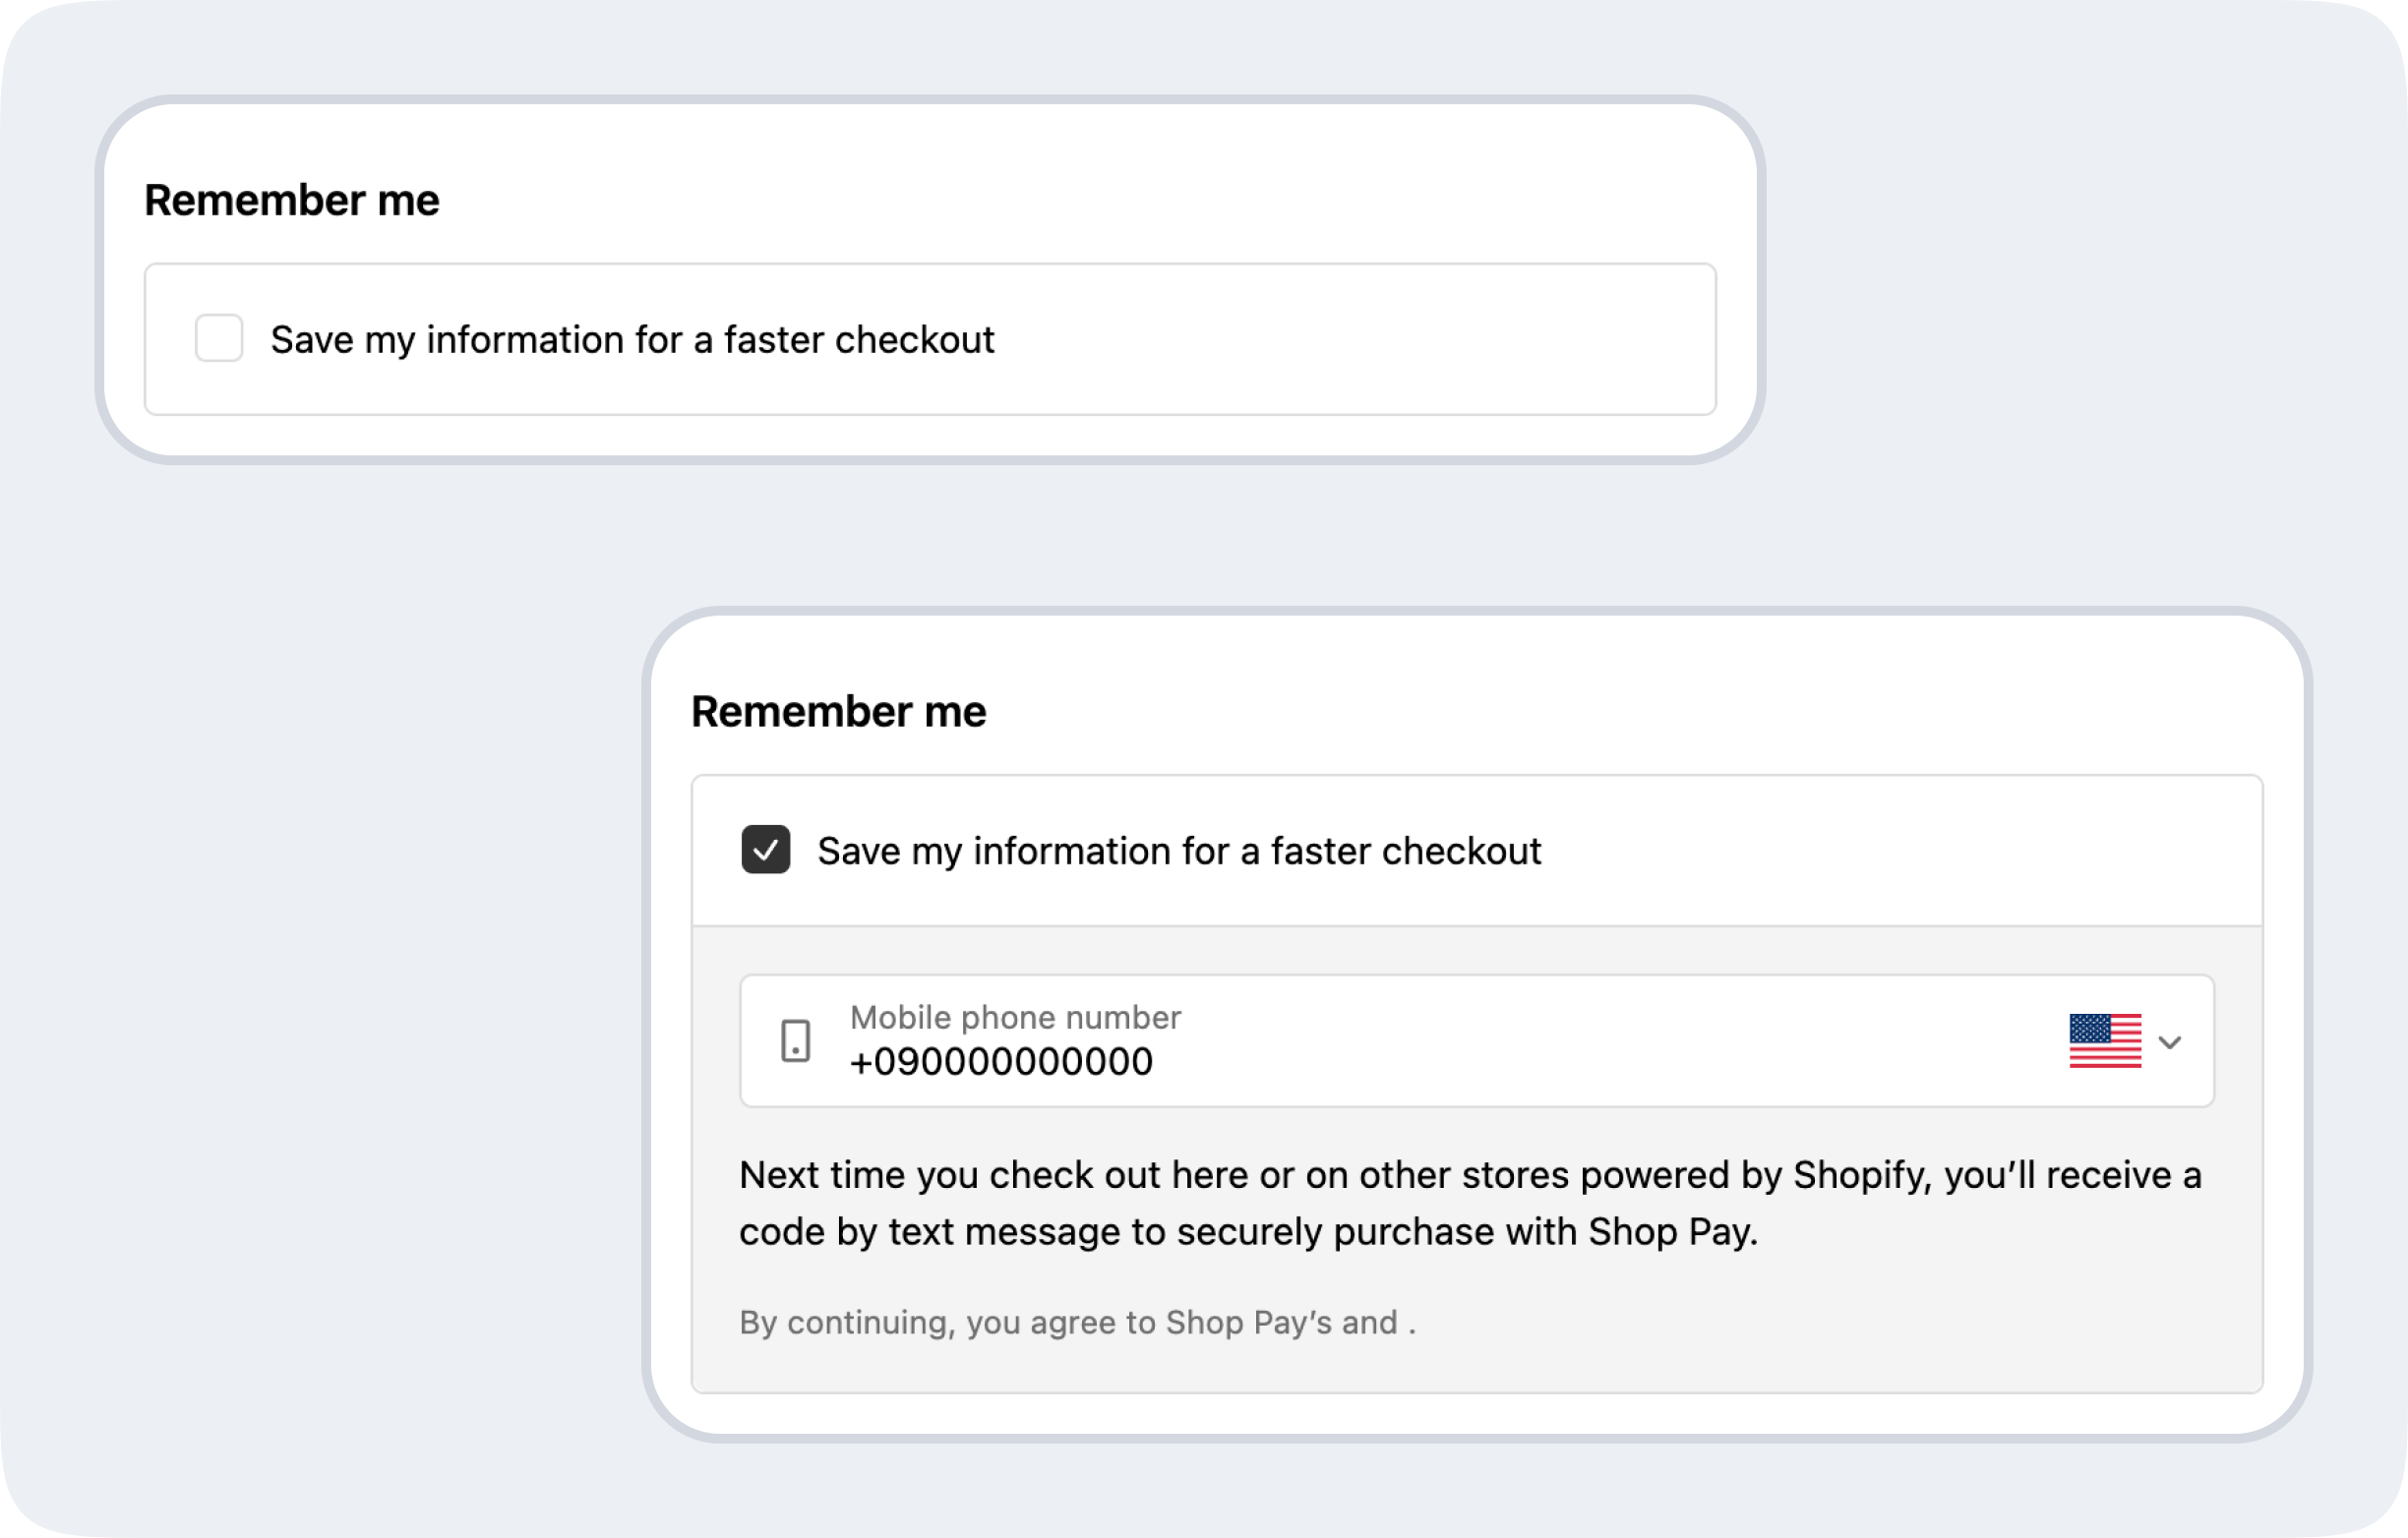 Remember me
Save my information for a faster checkout
Remember me
Save my information for a faster checkout
Mobile phone number
+090000000000
Next time you check out here or on other stores powered by Shopify, you’ll receive a
code by text message to securely purchase with Shop Pay.
By continuing, you agree to Shop Pay’s and .